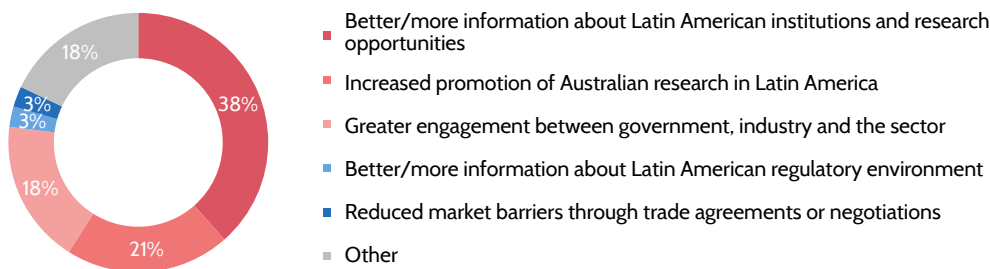 18%
38%
3%
3%
18%
21%
Better/more information about Latin American institutions and research
opportunities
Increased promotion of Australian research in Latin America
Greater engagement between government, industry and the sector
Better/more information about Latin American regulatory environment
Reduced market barriers through trade agreements or negotiations
Other